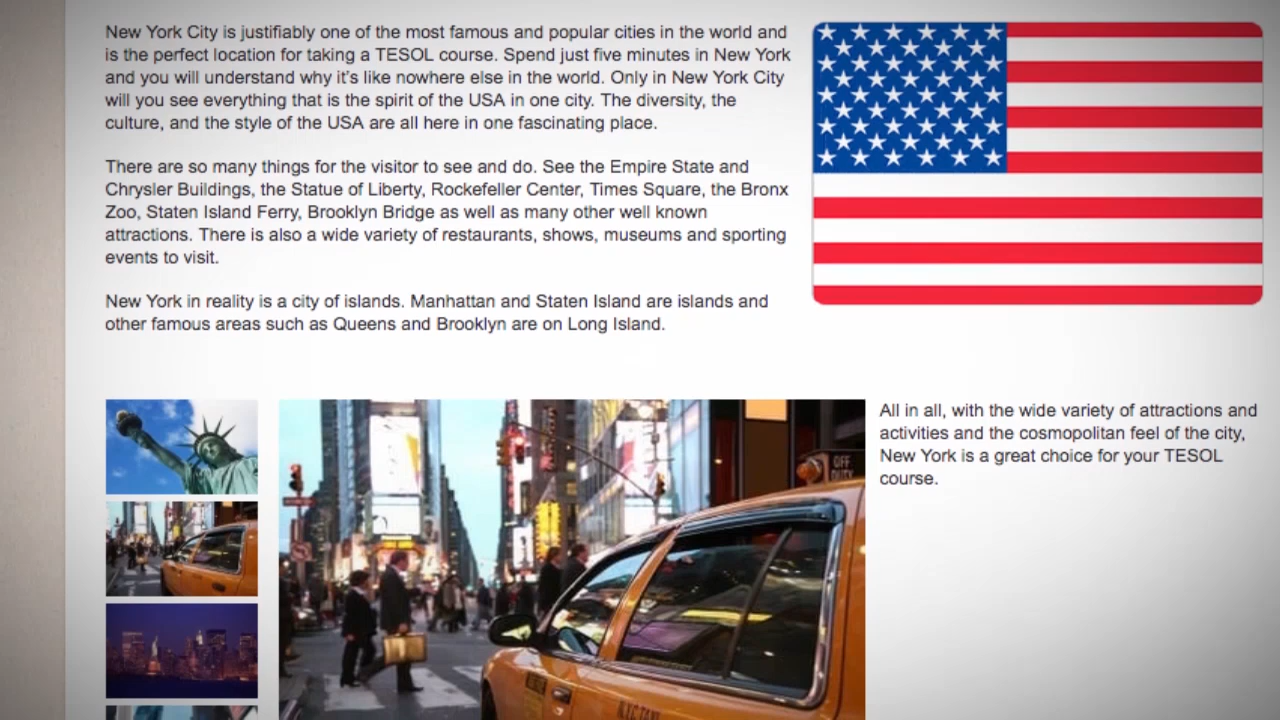 New York City is justifiably one of the most famous and popular cities in the world and
is the perfect location for taking a TESOL course. Spend just five minutes in New York
and you will understand why it's like nowhere else in the world. Only in New York City
will you see everything that is the spirit of the USA in one city. The diversity, the
culture, and the style of the USA are all here in one fascinating place.
There are so many things for the visitor to see and do. See the Empire State and
Chrysler Buildings, the Statue of Liberty, Rockefeller Center, Times Square, the Bronx
Zoo, Staten Island Ferry, Brooklyn Bridge as well as many other well known
attractions. There is also a wide variety of restaurants, shows, museums and sporting
events to visit.
New York in reality is a city of islands. Manhattan and Staten Island are islands and
other famous areas such as Queens and Brooklyn are on Long Island.
All in all, with the wide variety of attractions and
activities and the cosmopolitan feel of the city,
New York is a great choice for your TESOL
course.
OFF
DUTY
N.Y.C. TAXI